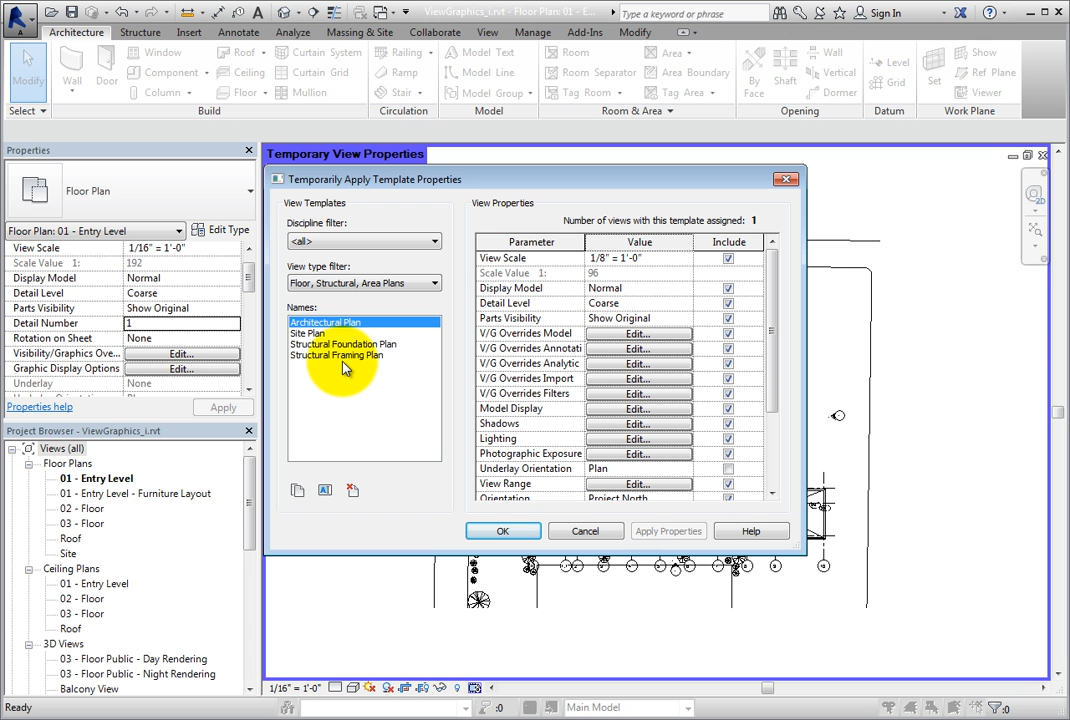 ViewGraphics_i.rvt - Floor Plan: 01 - E...
Type a keyword or phrase
Sign In
Architecture Structure Insert Annotate Analyze Massing & Site Collaborate View Manage Add-Ins Modify
Modify Wall Door Window Component Column Roof Ceiling Floor Curtain System Curtain Grid Mullion
Railing Ramp Stair Model Text Model Line Model Group
Room Room Separator Tag Room Area Area Boundary Tag Area
By Face Shaft Wall Vertical Dormer Level Grid Set Show Ref Plane Viewer
Select Build Circulation Model Room & Area Opening Datum Work Plane
Properties
Floor Plan
Floor Plan: 01 - Entry Level Edit Type
View Scale 1/16" = 1'-0"
Scale Value 1: 192
Display Model Normal
Detail Level Coarse
Parts Visibility Show Original
Detail Number 1
Rotation on Sheet None
Visibility/Graphics Ove... Edit...
Graphic Display Options Edit...
Underlay None
Properties help Apply
Project Browser - ViewGraphics_i.rvt
Views (all)
Floor Plans
01 - Entry Level
01 - Entry Level - Furniture Layout
02 - Floor
03 - Floor
Roof
Site
Ceiling Plans
01 - Entry Level
02 - Floor
03 - Floor
Roof
3D Views
03 - Floor Public - Day Rendering
03 - Floor Public - Night Rendering
Balcony View
Temporary View Properties
Temporarily Apply Template Properties
View Templates
Discipline filter:
<all>
View type filter:
Floor, Structural, Area Plans
Names:
Architectural Plan
Site Plan
Structural Foundation Plan
Structural Framing Plan
View Properties
Number of views with this template assigned: 1
Parameter Value Include
View Scale 1/8" = 1'-0"
Scale Value 1: 96
Display Model Normal
Detail Level Coarse
Parts Visibility Show Original
V/G Overrides Model Edit...
V/G Overrides Annotati Edit...
V/G Overrides Analytic Edit...
V/G Overrides Import Edit...
V/G Overrides Filters Edit...
Model Display Edit...
Shadows Edit...
Lighting Edit...
Photographic Exposure Edit...
Underlay Orientation Plan
View Range Edit...
Orientation Project North
OK Cancel Apply Properties Help
2D
1/16" = 1'-0"
Ready :0 Main Model :0